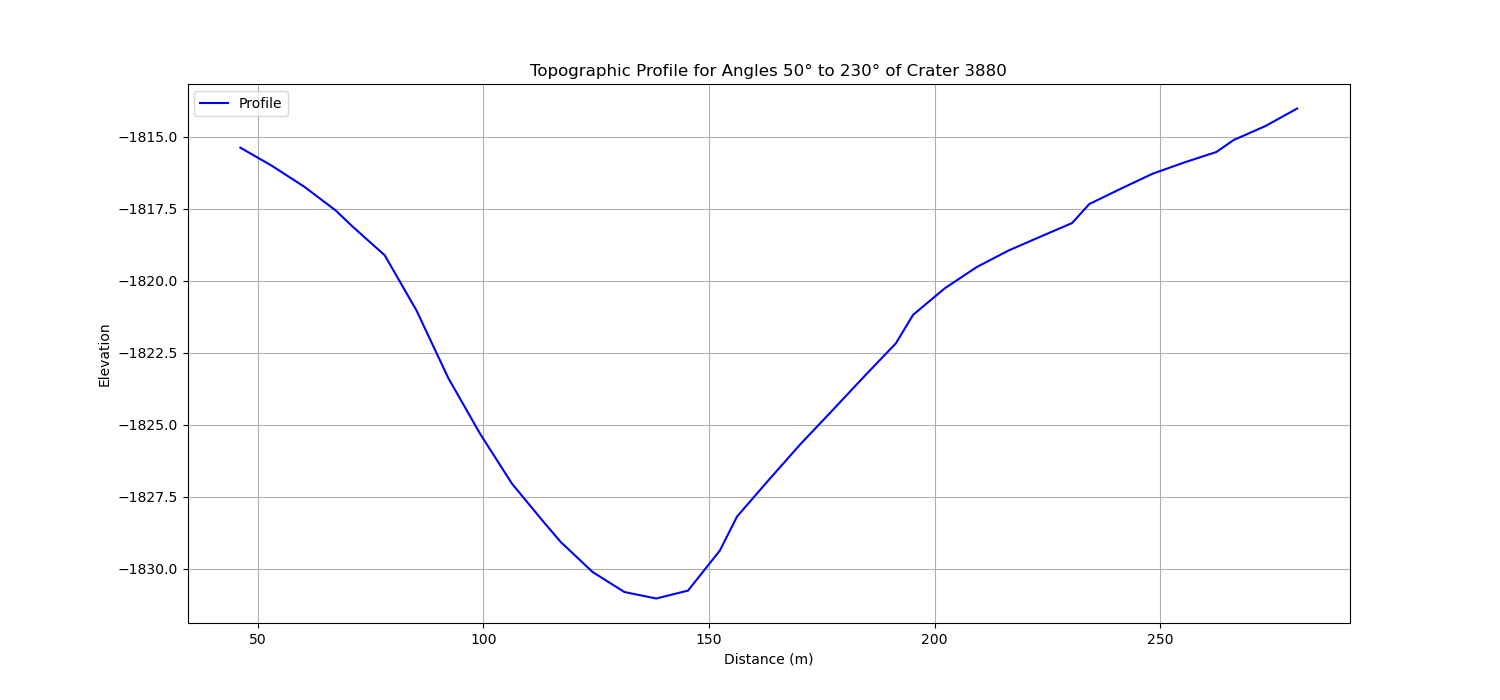 Topographic Profile for Angles 50° to 230° of Crater 3880
Profile
−1815.0
−1817.5
−1820.0
−1822.5
−1825.0
−1827.5
−1830.0
Elevation
50 100 150 200 250
Distance (m)